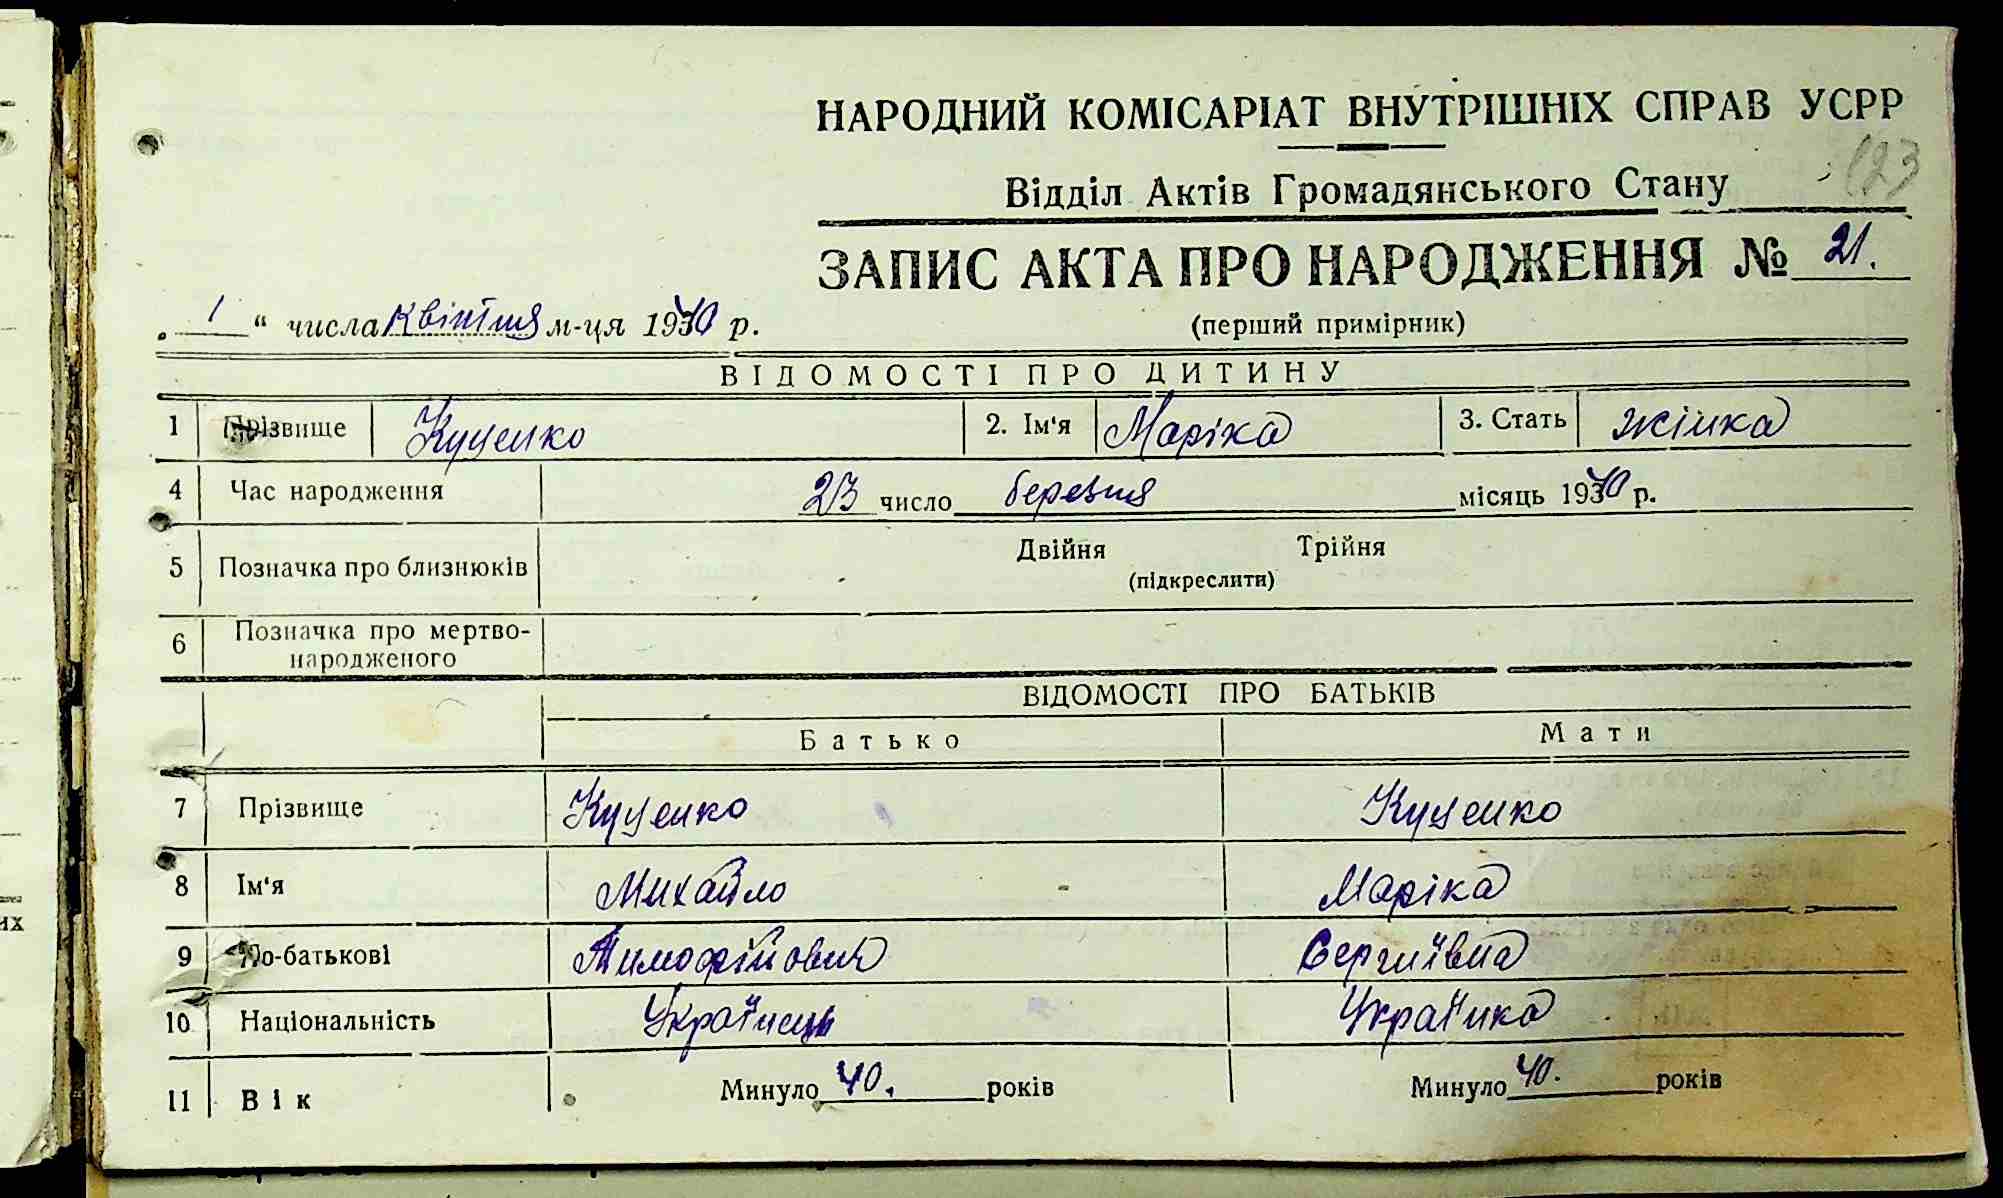 НАРОДНИЙ КОМІСАРІАТ ВНУТРІШНІХ СПРАВ УСРР
123
Відділ Актів Громадянського Стану
ЗАПИС АКТА ПРО НАРОДЖЕННЯ № 21.
„ 1 “ числа квітня м-ця 1940 р.
(перший примірник)
ВІДОМОСТІ ПРО ДИТИНУ
1 Прізвище Куценко 2. Ім'я Маріка 3. Стать жінка
4 Час народження 23 число березня місяць 1940 р.
5 Позначка про близнюків Двійня Трійня
(підкреслити)
6 Позначка про мертво-
народженого
ВІДОМОСТІ ПРО БАТЬКІВ
Батько Мати
7 Прізвище Куценко Куценко
8 Ім'я Михайло Маріка
9 По-батькові Тимофійович Сергиївна
10 Національність Українець Українка
11 Вік Минуло 40. років Минуло 40. років
их